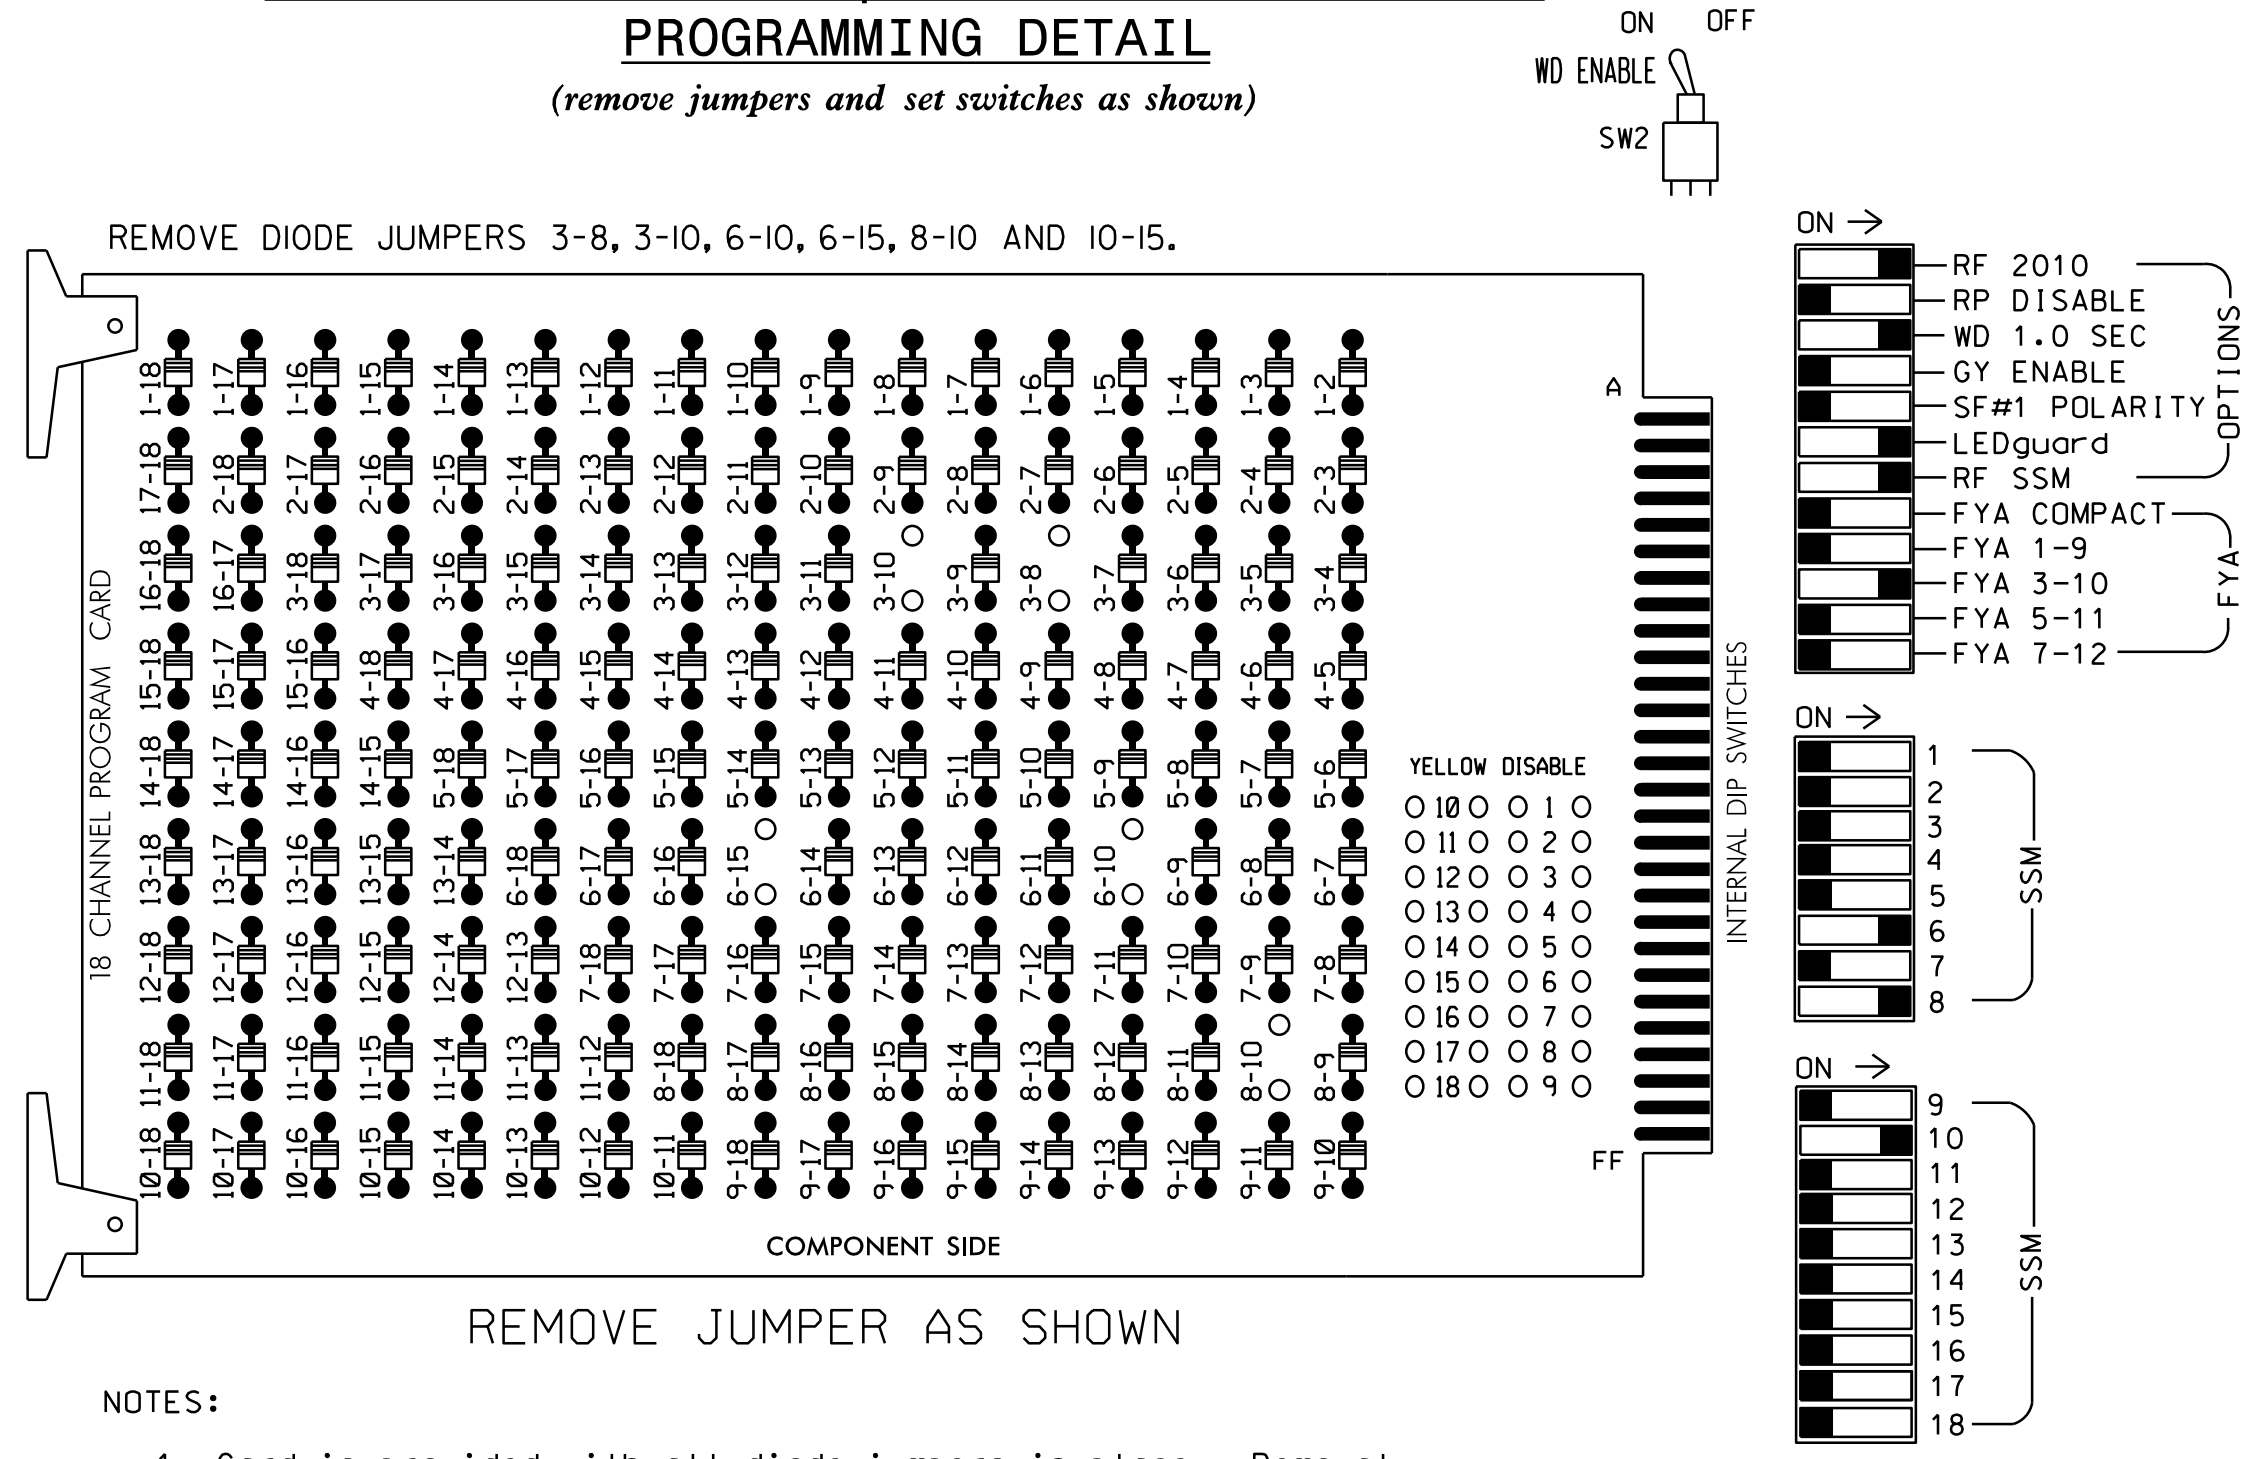 PROGRAMMING DETAIL
(remove jumpers and set switches as shown)
ON OFF
WD ENABLE
SW2
REMOVE DIODE JUMPERS 3-8, 3-10, 6-10, 6-15, 8-10 AND 10-15.
18 CHANNEL PROGRAM CARD
1-18 1-17 1-16 1-15 1-14 1-13 1-12 1-11 1-10 1-9 1-8 1-7 1-6 1-5 1-4 1-3 1-2
17-18 2-18 2-17 2-16 2-15 2-14 2-13 2-12 2-11 2-10 2-9 2-8 2-7 2-6 2-5 2-4 2-3
16-18 16-17 3-18 3-17 3-16 3-15 3-14 3-13 3-12 3-11 3-10 3-9 3-8 3-7 3-6 3-5 3-4
15-18 15-17 15-16 4-18 4-17 4-16 4-15 4-14 4-13 4-12 4-11 4-10 4-9 4-8 4-7 4-6 4-5
14-18 14-17 14-16 14-15 5-18 5-17 5-16 5-15 5-14 5-13 5-12 5-11 5-10 5-9 5-8 5-7 5-6
13-18 13-17 13-16 13-15 13-14 6-18 6-17 6-16 6-15 6-14 6-13 6-12 6-11 6-10 6-9 6-8 6-7
12-18 12-17 12-16 12-15 12-14 12-13 7-18 7-17 7-16 7-15 7-14 7-13 7-12 7-11 7-10 7-9 7-8
11-18 11-17 11-16 11-15 11-14 11-13 11-12 8-18 8-17 8-16 8-15 8-14 8-13 8-12 8-11 8-10 8-9
10-18 10-17 10-16 10-15 10-14 10-13 10-12 10-11 9-18 9-17 9-16 9-15 9-14 9-13 9-12 9-11 9-10
COMPONENT SIDE
A
FF
YELLOW DISABLE
10 1
11 2
12 3
13 4
14 5
15 6
16 7
17 8
18 9
INTERNAL DIP SWITCHES
ON
RF 2010
RP DISABLE
WD 1.0 SEC
GY ENABLE
SF#1 POLARITY
LEDguard
RF SSM
OPTIONS
FYA COMPACT
FYA 1-9
FYA 3-10
FYA 5-11
FYA 7-12
FYA
ON
1
2
3
4
5
6
7
8
SSM
ON
9
10
11
12
13
14
15
16
17
18
SSM
REMOVE JUMPER AS SHOWN
NOTES: